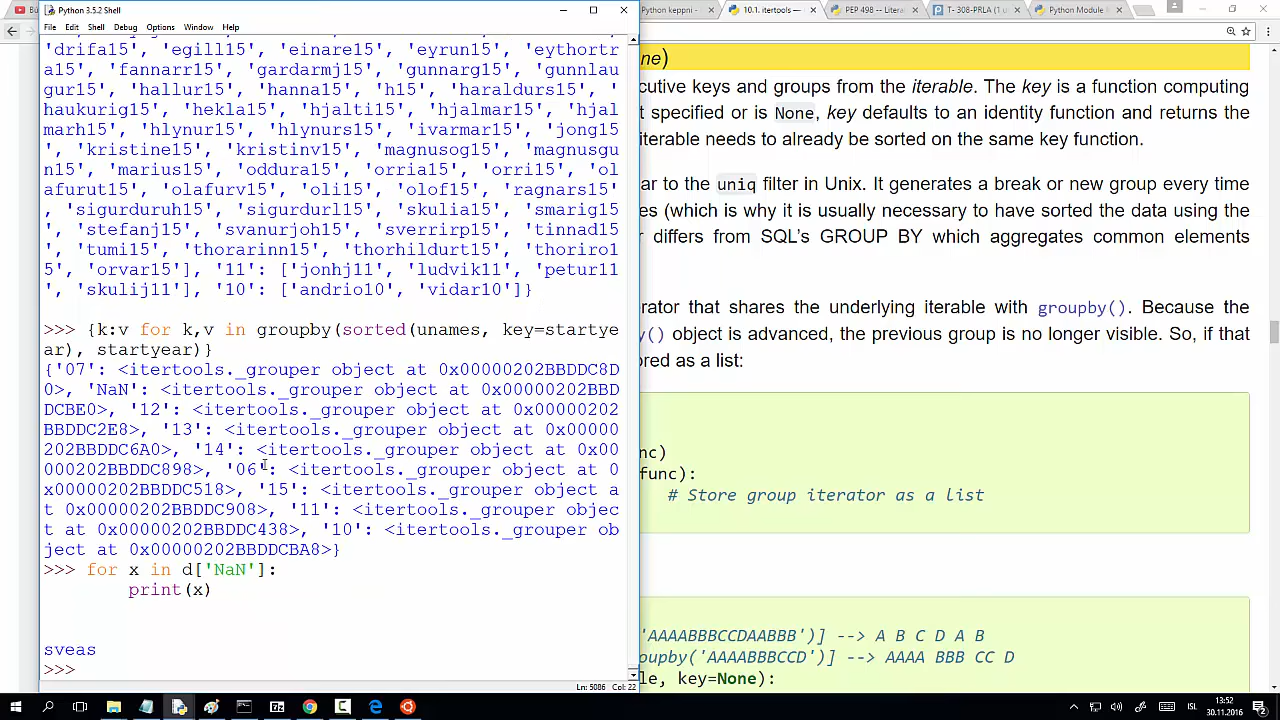 Python 3.5.2 Shell
File Edit Shell Debug Options Window Help
'drifa15', 'egill15', 'einare15', 'eyrun15', 'eythortr
a15', 'fannarr15', 'gardarmj15', 'gunnarg15', 'gunnlau
gur15', 'hallur15', 'hanna15', 'h15', 'haraldurs15', '
haukurig15', 'hekla15', 'hjalti15', 'hjalmar15', 'hjal
marh15', 'hlynur15', 'hlynurs15', 'ivarmar15', 'jong15
', 'kristine15', 'kristinv15', 'magnusog15', 'magnusgu
n15', 'marius15', 'oddura15', 'orria15', 'orri15', 'ol
afurut15', 'olafurv15', 'oli15', 'olof15', 'ragnars15'
, 'sigurduruh15', 'sigurdurl15', 'skulia15', 'smarig15
', 'stefanj15', 'svanurjoh15', 'sverrirp15', 'tinnad15
', 'tumi15', 'thorarinn15', 'thorhildurt15', 'thoriro1
5', 'orvar15'], '11': ['jonhj11', 'ludvik11', 'petur11
', 'skulij11'], '10': ['andrio10', 'vidar10']}
>>> {k:v for k,v in groupby(sorted(unames, key=startye
ar), startyear)}
{'07': <itertools._grouper object at 0x00000202BBDDC8D
0>, 'NaN': <itertools._grouper object at 0x00000202BBD
DCBE0>, '12': <itertools._grouper object at 0x00000202
BBDDC2E8>, '13': <itertools._grouper object at 0x00000
202BBDDC6A0>, '14': <itertools._grouper object at 0x00
000202BBDDC898>, '06': <itertools._grouper object at 0
x00000202BBDDC518>, '15': <itertools._grouper object a
t 0x00000202BBDDC908>, '11': <itertools._grouper objec
t at 0x00000202BBDDC438>, '10': <itertools._grouper ob
ject at 0x00000202BBDDCBA8>}
>>> for x in d['NaN']:
print(x)
sveas
>>>
Ln: 5086 Col: 22
Python keppni
10.1. itertools —
PEP 498 -- Litera
T- 308-PRLA (1 u
Python Module M
ne)
cutive keys and groups from the iterable. The key is a function computing
t specified or is None, key defaults to an identity function and returns the
iterable needs to already be sorted on the same key function.
ar to the uniq filter in Unix. It generates a break or new group every time
es (which is why it is usually necessary to have sorted the data using the
r differs from SQL's GROUP BY which aggregates common elements
erator that shares the underlying iterable with groupby(). Because the
y() object is advanced, the previous group is no longer visible. So, if that
ored as a list:
nc)
func):
# Store group iterator as a list
'AAAABBBCCDAABBB')] --> A B C D A B
oupby('AAAABBBCCD')] --> AAAA BBB CC D
le, key=None):
ISL
13:52
30.11.2016